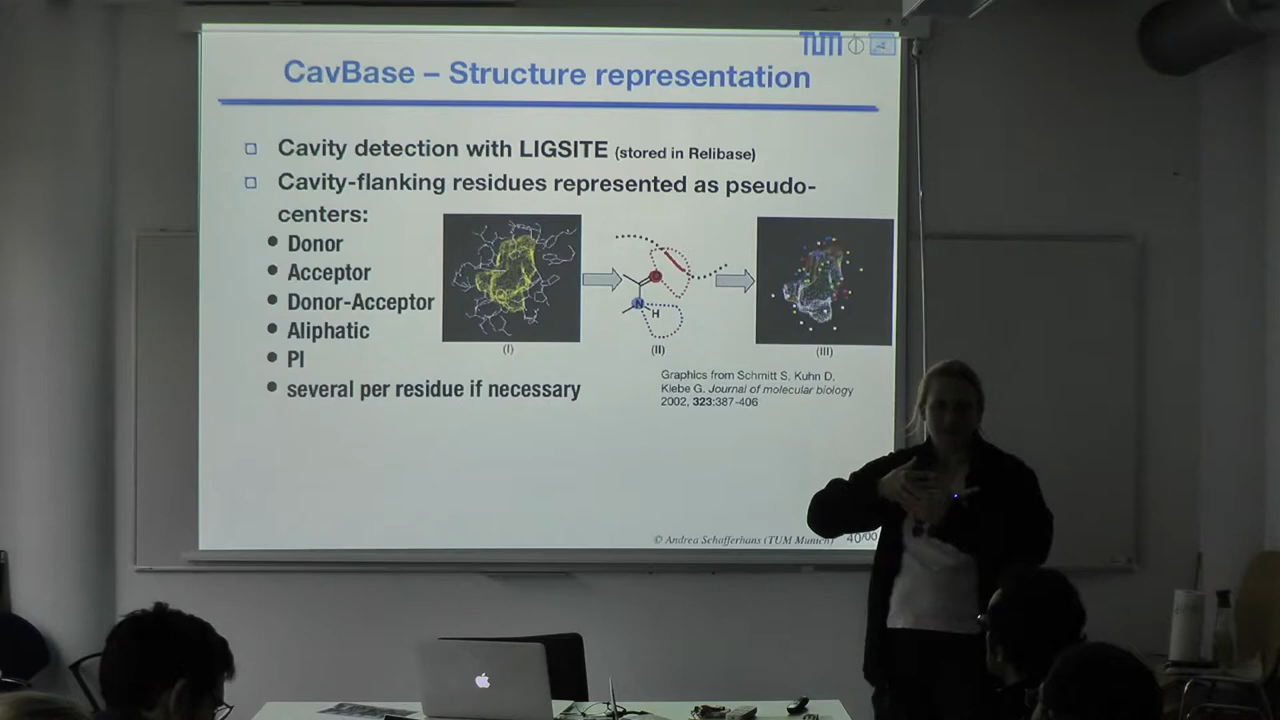 TUM
CavBase – Structure representation
Cavity detection with LIGSITE (stored in Relibase)
Cavity-flanking residues represented as pseudo-
centers:
Donor
Acceptor
Donor-Acceptor
Aliphatic
PI
several per residue if necessary
O
N
H
(I)
(II)
(III)
Graphics from Schmitt S, Kuhn D,
Klebe G. Journal of molecular biology
2002, 323:387-406
© Andrea Schafferhans (TUM Munich)
40/00